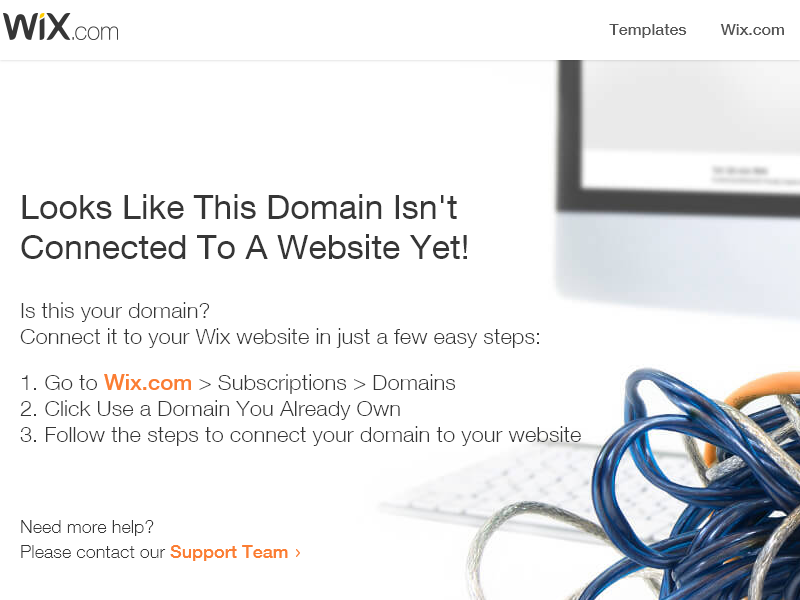 WiX.com
Templates
Wix.com
Looks Like This Domain Isn't
Connected To A Website Yet!
Is this your domain?
Connect it to your Wix website in just a few easy steps:
1. Go to Wix.com > Subscriptions > Domains
2. Click Use a Domain You Already Own
3. Follow the steps to connect your domain to your website
Need more help?
Please contact our Support Team ›